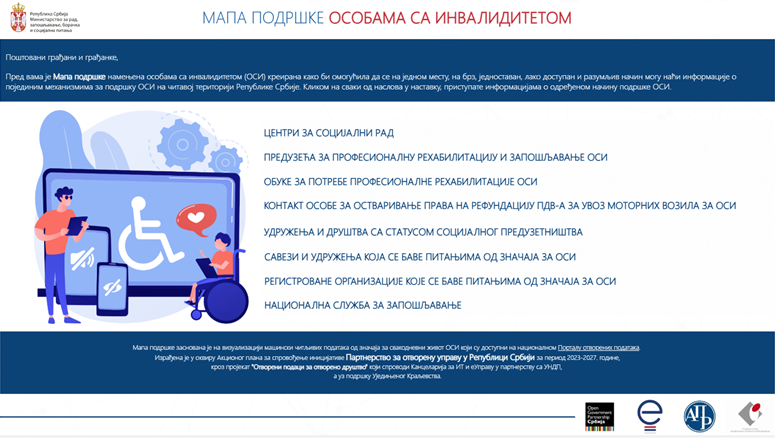 Република Србија
Министарство за рад,
запошљавање, борачка
и социјална питања
МАПА ПОДРШКЕ ОСОБАМА СА ИНВАЛИДИТЕТОМ
Поштовани грађани и грађанке,
Пред вама је Мапа подршке намењена особама са инвалидитетом (ОСИ) креирана како би омогућила да се на једном месту, на брз, једноставан, лако доступан и разумљив начин могу наћи информације о
појединим механизмима за подршку ОСИ на читавој територији Републике Србије. Кликом на сваки од наслова у наставку, приступате информацијама о одређеном начину подршке ОСИ.
ЦЕНТРИ ЗА СОЦИЈАЛНИ РАД
ПРЕДУЗЕЋА ЗА ПРОФЕСИОНАЛНУ РЕХАБИЛИТАЦИЈУ И ЗАПОШЉАВАЊЕ ОСИ
ОБУКЕ ЗА ПОТРЕБЕ ПРОФЕСИОНАЛНЕ РЕХАБИЛИТАЦИЈЕ ОСИ
КОНТАКТ ОСОБЕ ЗА ОСТВАРИВАЊЕ ПРАВА НА РЕФУНДАЦИЈУ ПДВ-А ЗА УВОЗ МОТОРНИХ ВОЗИЛА ЗА ОСИ
УДРУЖЕЊА И ДРУШТВА СА СТАТУСОМ СОЦИЈАЛНОГ ПРЕДУЗЕТНИШТВА
САВЕЗИ И УДРУЖЕЊА КОЈА СЕ БАВЕ ПИТАЊИМА ОД ЗНАЧАЈА ЗА ОСИ
РЕГИСТРОВАНЕ ОРГАНИЗАЦИЈЕ КОЈЕ СЕ БАВЕ ПИТАЊИМА ОД ЗНАЧАЈА ЗА ОСИ
НАЦИОНАЛНА СЛУЖБА ЗА ЗАПОШЉАВАЊЕ
Мапа подршке заснована је на визуализацији машински читљивих података од значаја за свакодневни живот ОСИ који су доступни на националном Порталу отворених података.
Израђена је у оквиру Акционог плана за спровођење иницијативе Партнерство за отворену управу у Републици Србији за период 2023-2027. године,
кроз пројекат "Отворени подаци за отворено друштво" који спроводи Канцеларија за ИТ и еУправу у партнерству са УНДП,
а уз подршку Уједињеног Краљевства.
Open
Government
Partnership
Србија
АПР